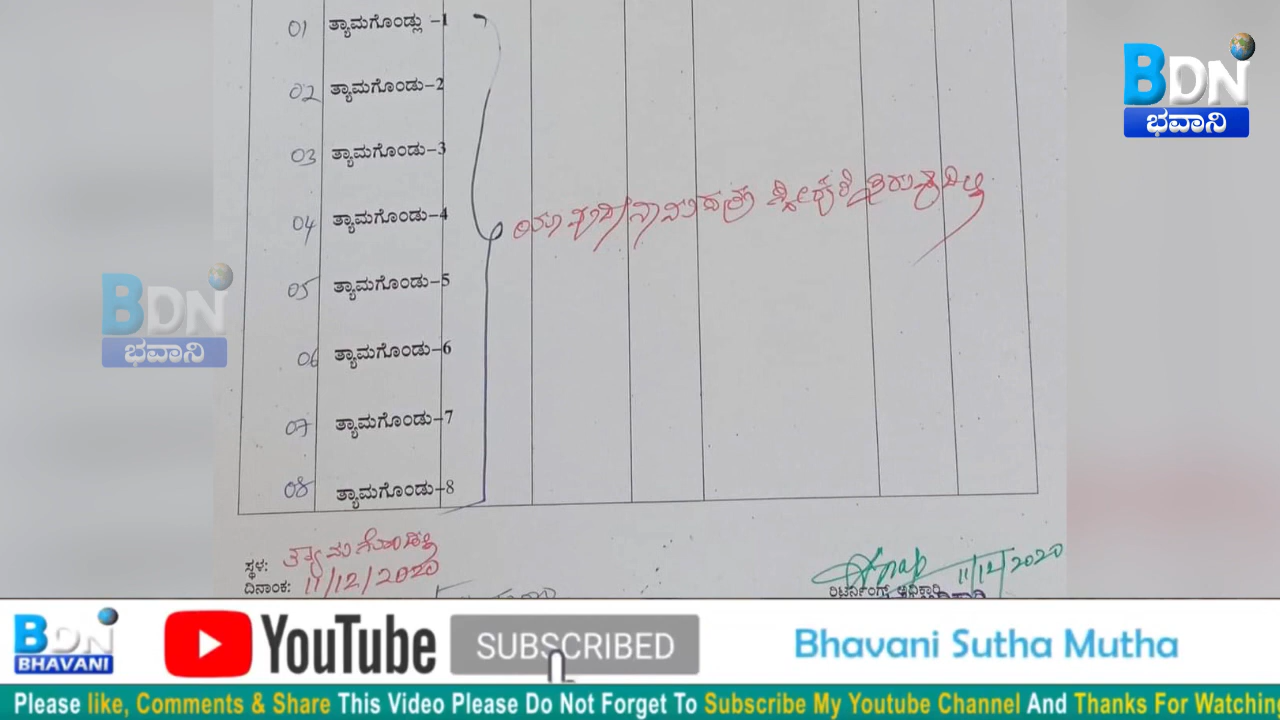 01 ತ್ಯಾಮಗೊಂಡ್ಲು -1
02 ತ್ಯಾಮಗೊಂಡು-2
03 ತ್ಯಾಮಗೊಂಡು-3
04 ತ್ಯಾಮಗೊಂಡು-4
05 ತ್ಯಾಮಗೊಂಡು-5
06 ತ್ಯಾಮಗೊಂಡು-6
07 ತ್ಯಾಮಗೊಂಡು-7
08 ತ್ಯಾಮಗೊಂಡು-8
ನಾಮಪತ್ರ
ಸ್ಥಳ:
ದಿನಾಂಕ: 11/12/2020
11/12/2020
ರಿಟರ್ನಿಂಗ್ ಅಧಿಕಾರಿ
BDN
ಭವಾನಿ
BDN
ಭವಾನಿ
BDN
BHAVANI
YouTube
SUBSCRIBED
Bhavani Sutha Mutha
Please like, Comments & Share This Video Please Do Not Forget To Subscribe My Youtube Channel And Thanks For Watching